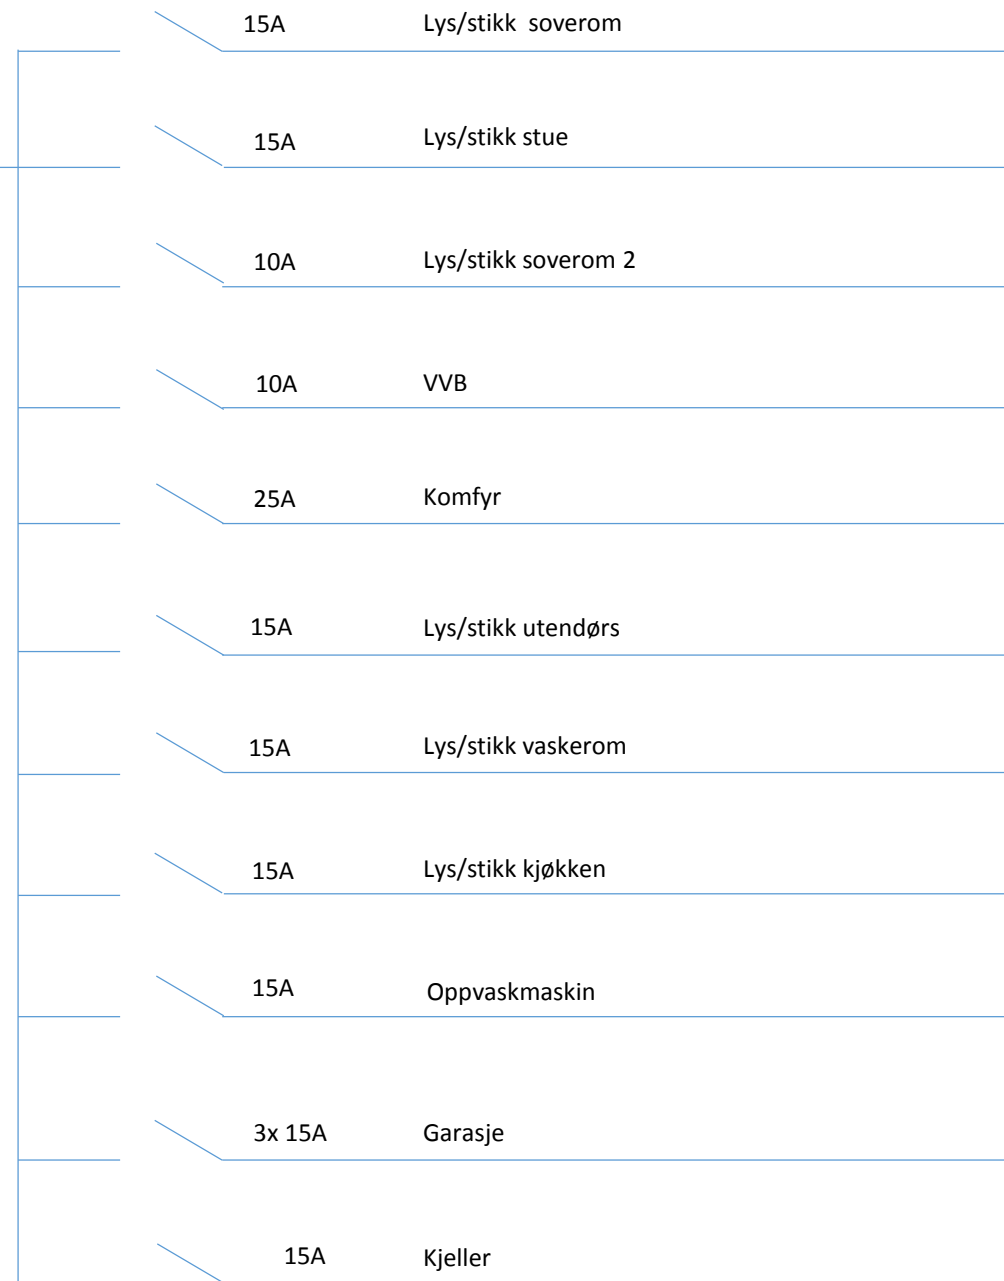 15A Lys/stikk soverom
15A Lys/stikk stue
10A Lys/stikk soverom 2
10A VVB
25A Komfyr
15A Lys/stikk utendørs
15A Lys/stikk vaskerom
15A Lys/stikk kjøkken
15A Oppvaskmaskin
3x 15A Garasje
15A Kjeller